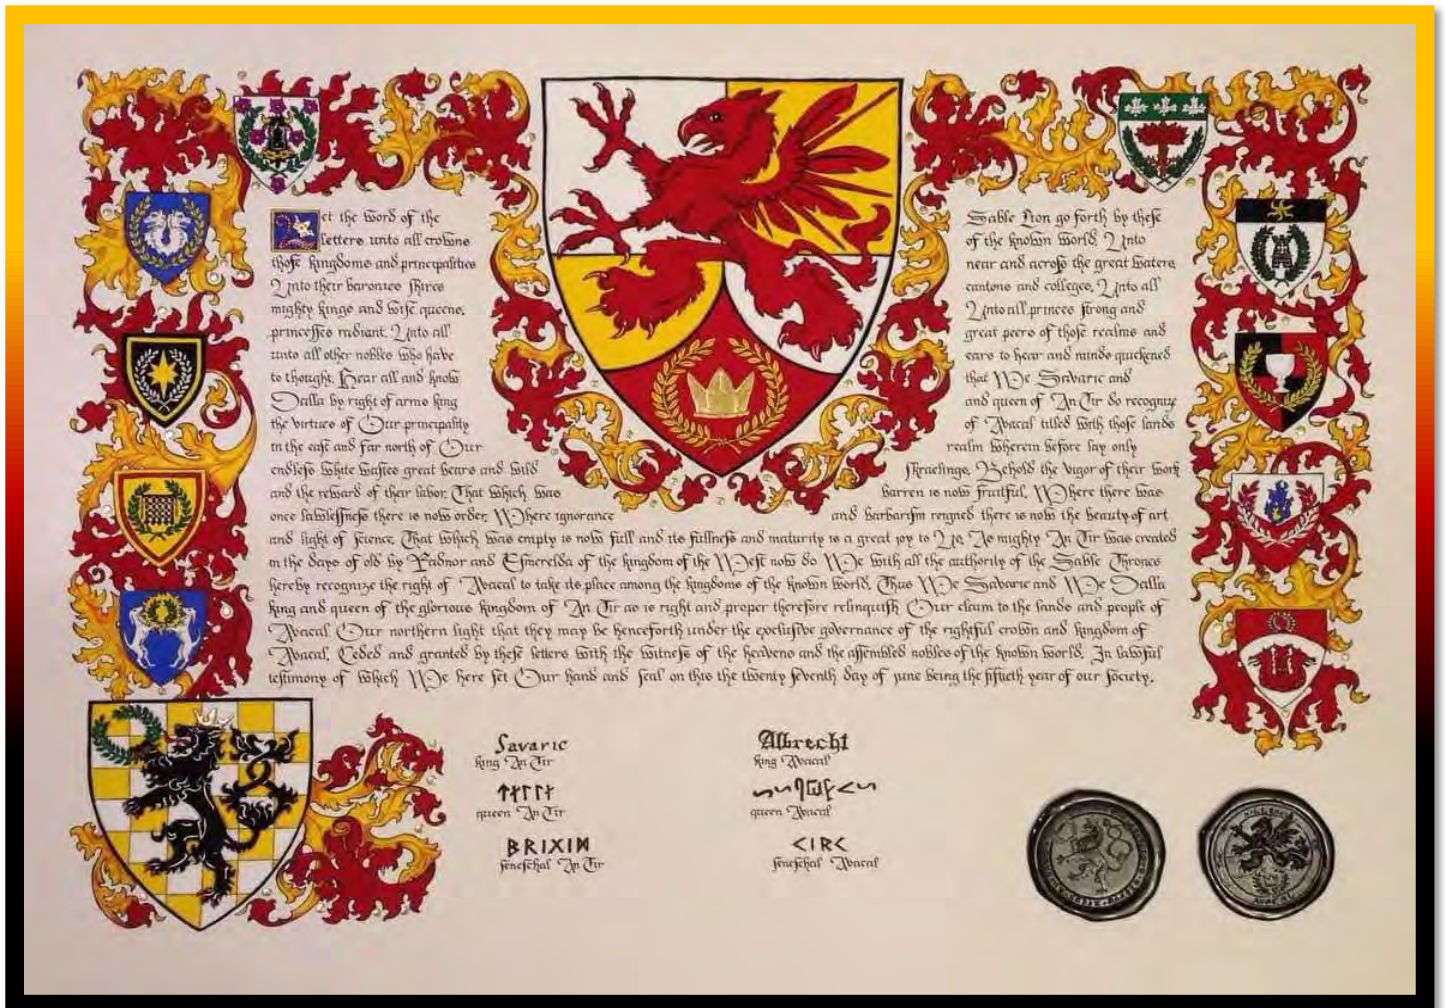 Let the word of the Sable Lion go forth by these
letters unto all crowns of the known world. Unto
those kingdoms and principalities near and across the great waters
Unto their baronies shires cantons and colleges, Unto all
mighty kings and wise queens, Unto all princes strong and
princesses radiant. Unto all great peers of those realms and
unto all other nobles who have ears to hear and minds quickened
to thought. Hear all and know that We Savaric and
Dalla by right of arms king and queen of An Tir do recognize
the virtues of Our principality of Avacal titled with those lands
in the east and far north of Our realm wherein before lay only
endless white wastes great bears and wild Skraelings. Behold the vigor of their work
and the reward of their labor. That which was barren is now fruitful, Where there was
once lawlessness there is now order, Where ignorance and barbarism reigned there is now the beauty of art
and light of science. That which was empty is now full and its fullness and maturity is a great joy to Us. As mighty An Tir was created
in the days of old by Radnor and Esmerelda of the kingdom of the West now do We with all the authority of the Sable Thrones
hereby recognize the right of Avacal to take its place among the kingdoms of the known world. Thus We Savaric and We Dalla
king and queen of the glorious kingdom of An Tir as is right and proper therefore relinquish Our claim to the lands and people of
Avacal Our northern light that they may be henceforth under the exclusive governance of the rightful crown and kingdom of
Avacal. Ceded and granted by these letters with the witness of the heavens and the assembled nobles of the known world. In lawful
testimony of which We here set Our hand and seal on this the twenty seventh day of june being the fiftieth year of our society.
Savaric
king An Tir
ᛏᛅᛚᛚᛅ
queen An Tir
BRIXIM
seneschal An Tir
Albrecht
king Avacal
queen Avacal
seneschal Avacal